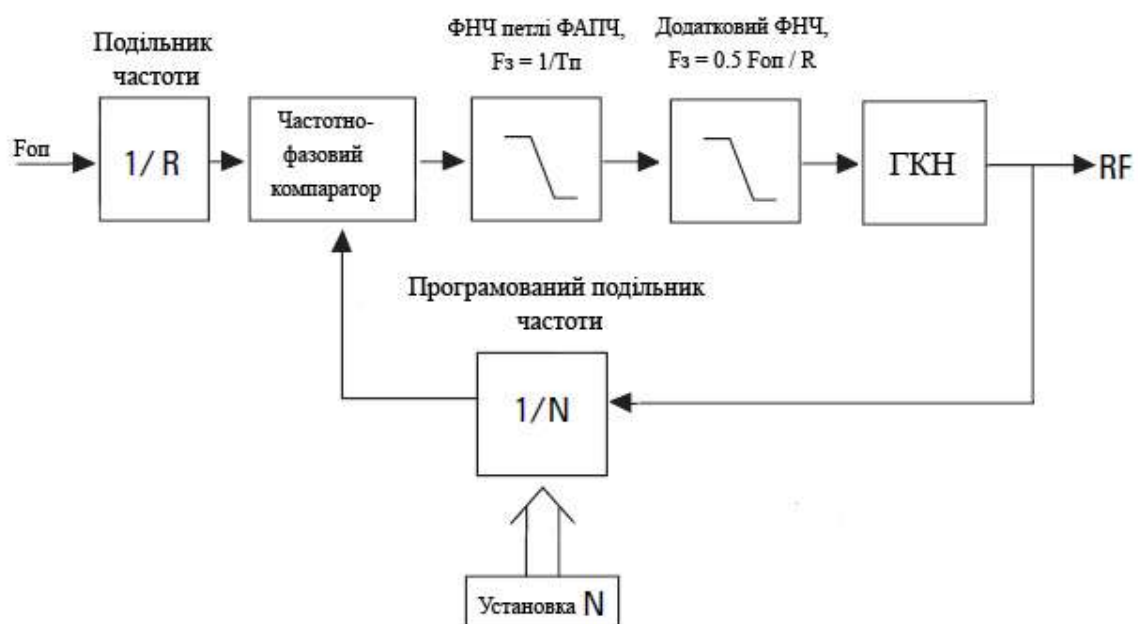 ФНЧ петлі ФАПЧ,
Fз = 1/Tп
Додатковий ФНЧ,
Fз = 0.5 Fоп / R
Подільник
частоти
Fоп
1/ R
Частотно-
фазовий
компаратор
ГКН
RF
Програмований подільник
частоти
1/N
Установка N